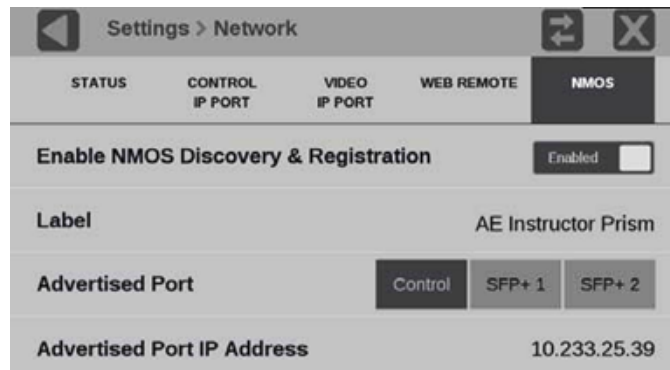 Settings > Network
STATUS CONTROL IP PORT VIDEO IP PORT WEB REMOTE NMOS
Enable NMOS Discovery & Registration Enabled
Label AE Instructor Prism
Advertised Port Control SFP+ 1 SFP+ 2
Advertised Port IP Address 10.233.25.39